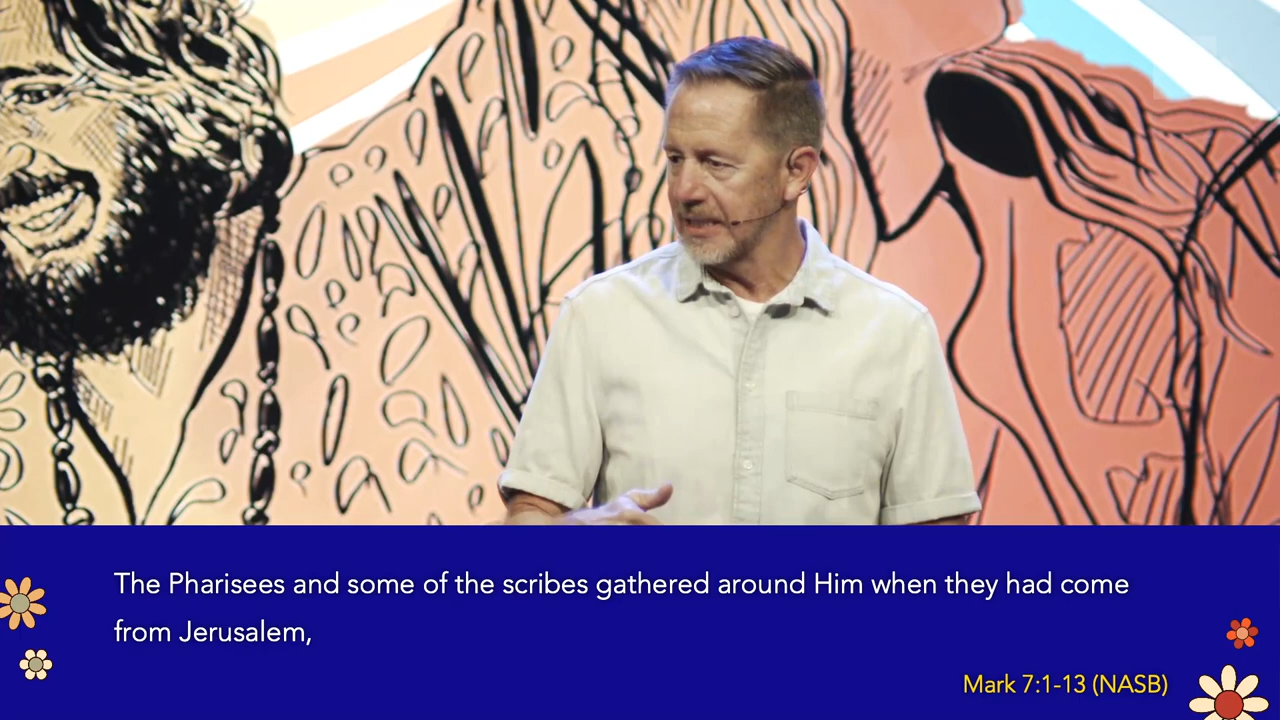 The Pharisees and some of the scribes gathered around Him when they had come
from Jerusalem,
Mark 7:1-13 (NASB)